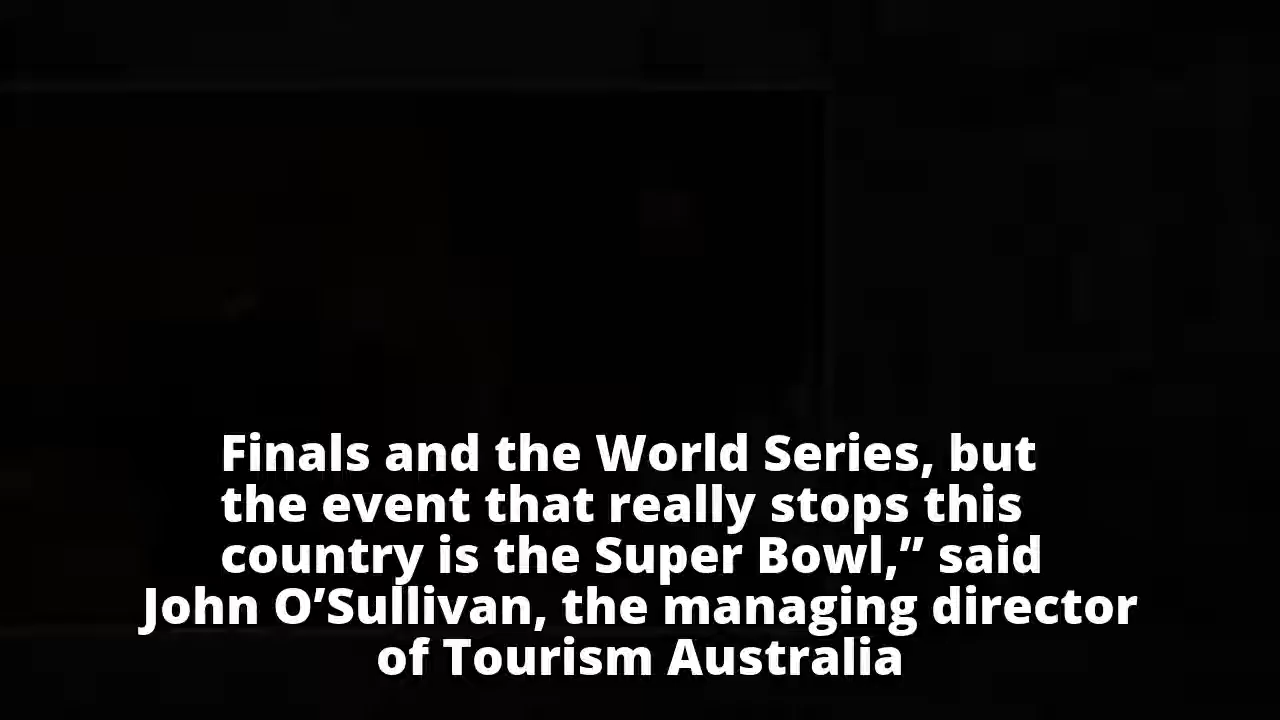 Finals and the World Series, but
the event that really stops this
country is the Super Bowl,” said
John O’Sullivan, the managing director
of Tourism Australia